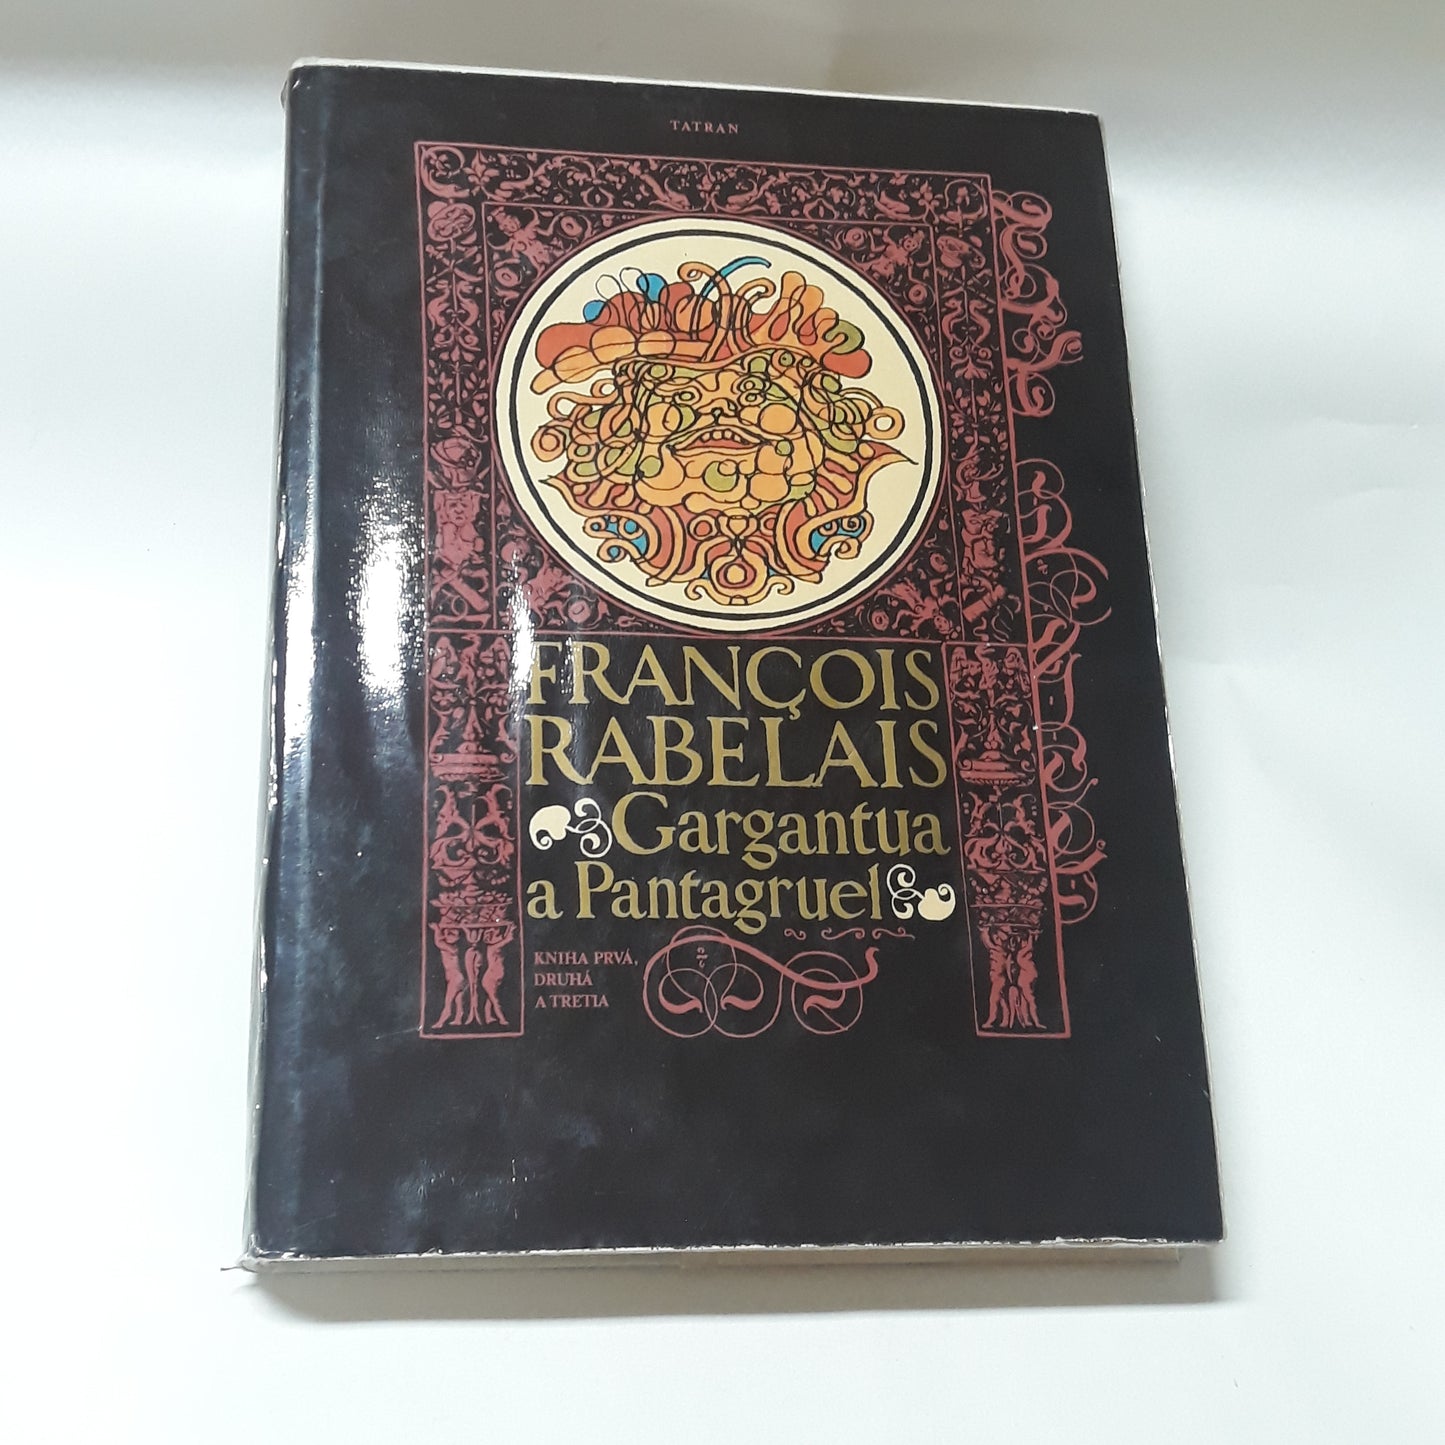 TATRAN
FRANÇOIS
RABELAIS
Gargantua
a Pantagruel
KNIHA PRVÁ,
DRUHÁ
A TRETIA